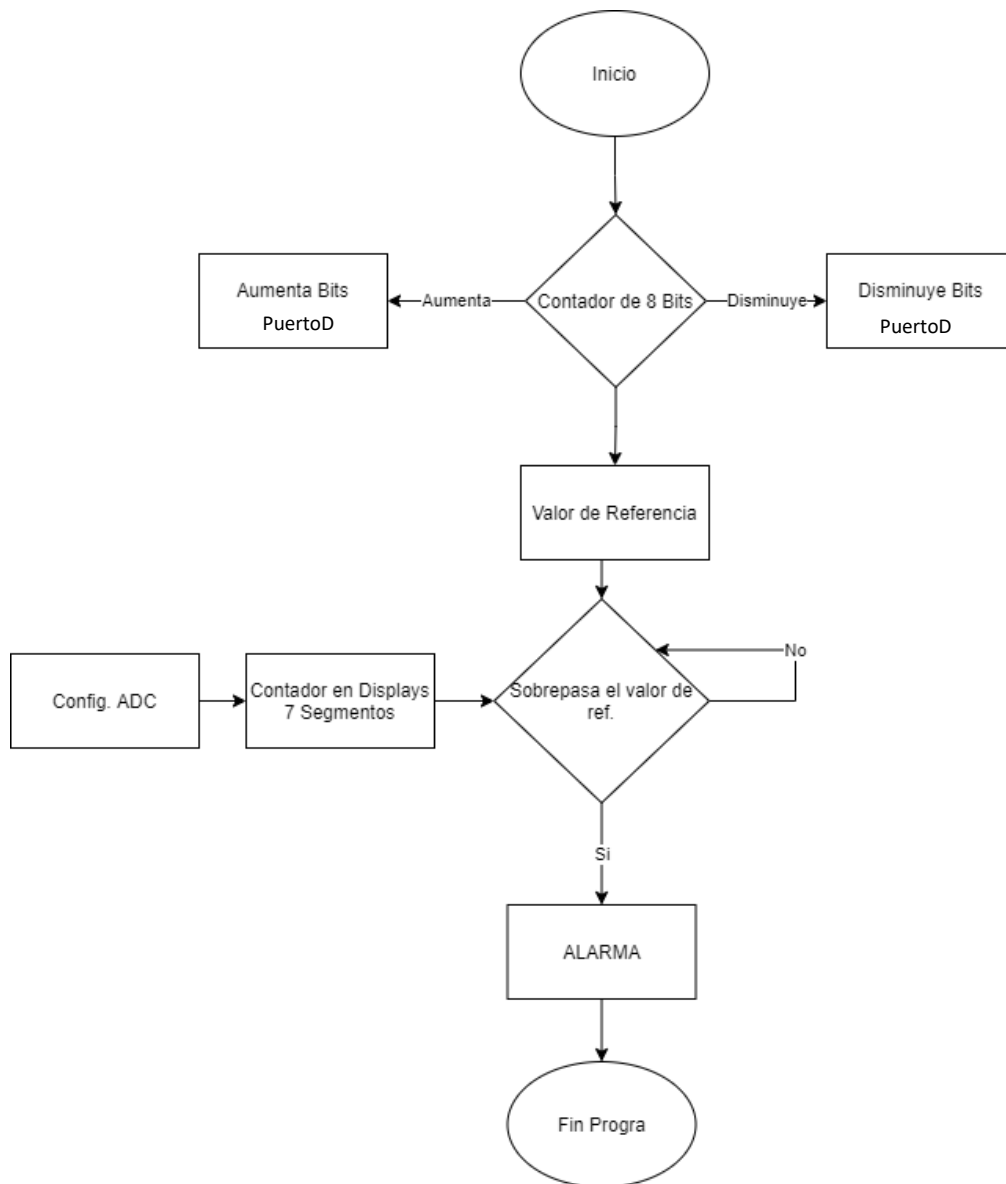 Inicio
Aumenta Bits
PuertoD
Aumenta
Contador de 8 Bits
Disminuye
Disminuye Bits
PuertoD
Valor de Referencia
Config. ADC
Contador en Displays
7 Segmentos
Sobrepasa el valor de
ref.
No
Si
ALARMA
Fin Progra